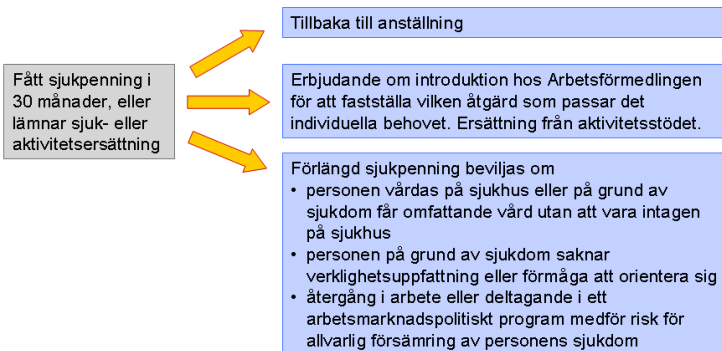 Fått sjukpenning i
30 månader, eller
lämnar sjuk- eller
aktivitetsersättning
Tillbaka till anställning
Erbjudande om introduktion hos Arbetsförmedlingen
för att fastställa vilken åtgärd som passar det
individuella behovet. Ersättning från aktivitetsstödet.
Förlängd sjukpenning beviljas om
• personen vårdas på sjukhus eller på grund av
sjukdom får omfattande vård utan att vara intagen
på sjukhus
• personen på grund av sjukdom saknar
verklighetsuppfattning eller förmåga att orientera sig
• återgång i arbete eller deltagande i ett
arbetsmarknadspolitiskt program medför risk för
allvarlig försämring av personens sjukdom